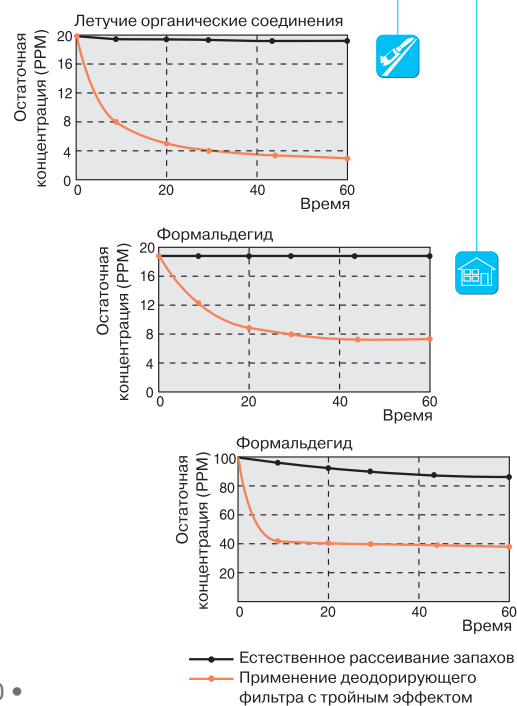 Летучие органические соединения
Остаточная
концентрация (PPM)
20
16
12
8
4
0
0 20 40 60
Время
Формальдегид
Остаточная
концентрация (PPM)
20
16
12
8
4
0
0 20 40 60
Время
Формальдегид
Остаточная
концентрация (PPM)
100
80
60
40
20
0 20 40 60
Время
Естественное рассеивание запахов
Применение деодорирующего
фильтра с тройным эффектом